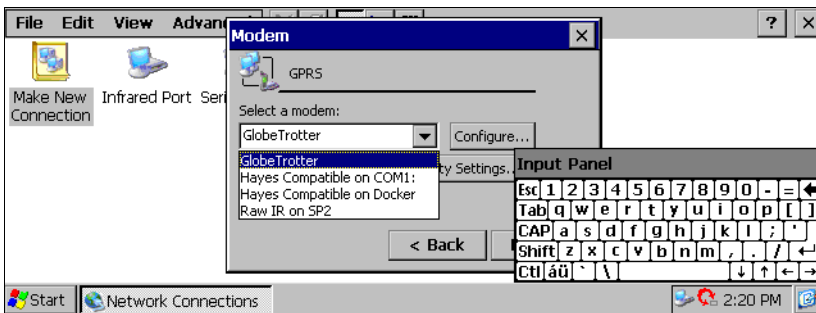 File Edit View Advan
? ×
Modem ×
GPRS
Make New
Connection
Infrared Port Seri
Select a modem:
GlobeTrotter
Configure...
GlobeTrotter
Hayes Compatible on COM1:
Hayes Compatible on Docker
Raw IR on SP2
ty Settings..
< Back
Input Panel
Esc 1 2 3 4 5 6 7 8 9 0 - =
Tab q w e r t y u i o p [ ]
CAP a s d f g h j k l ; '
Shift z x c v b n m , . /
Ctl áü ` \
Start
Network Connections
2:20 PM